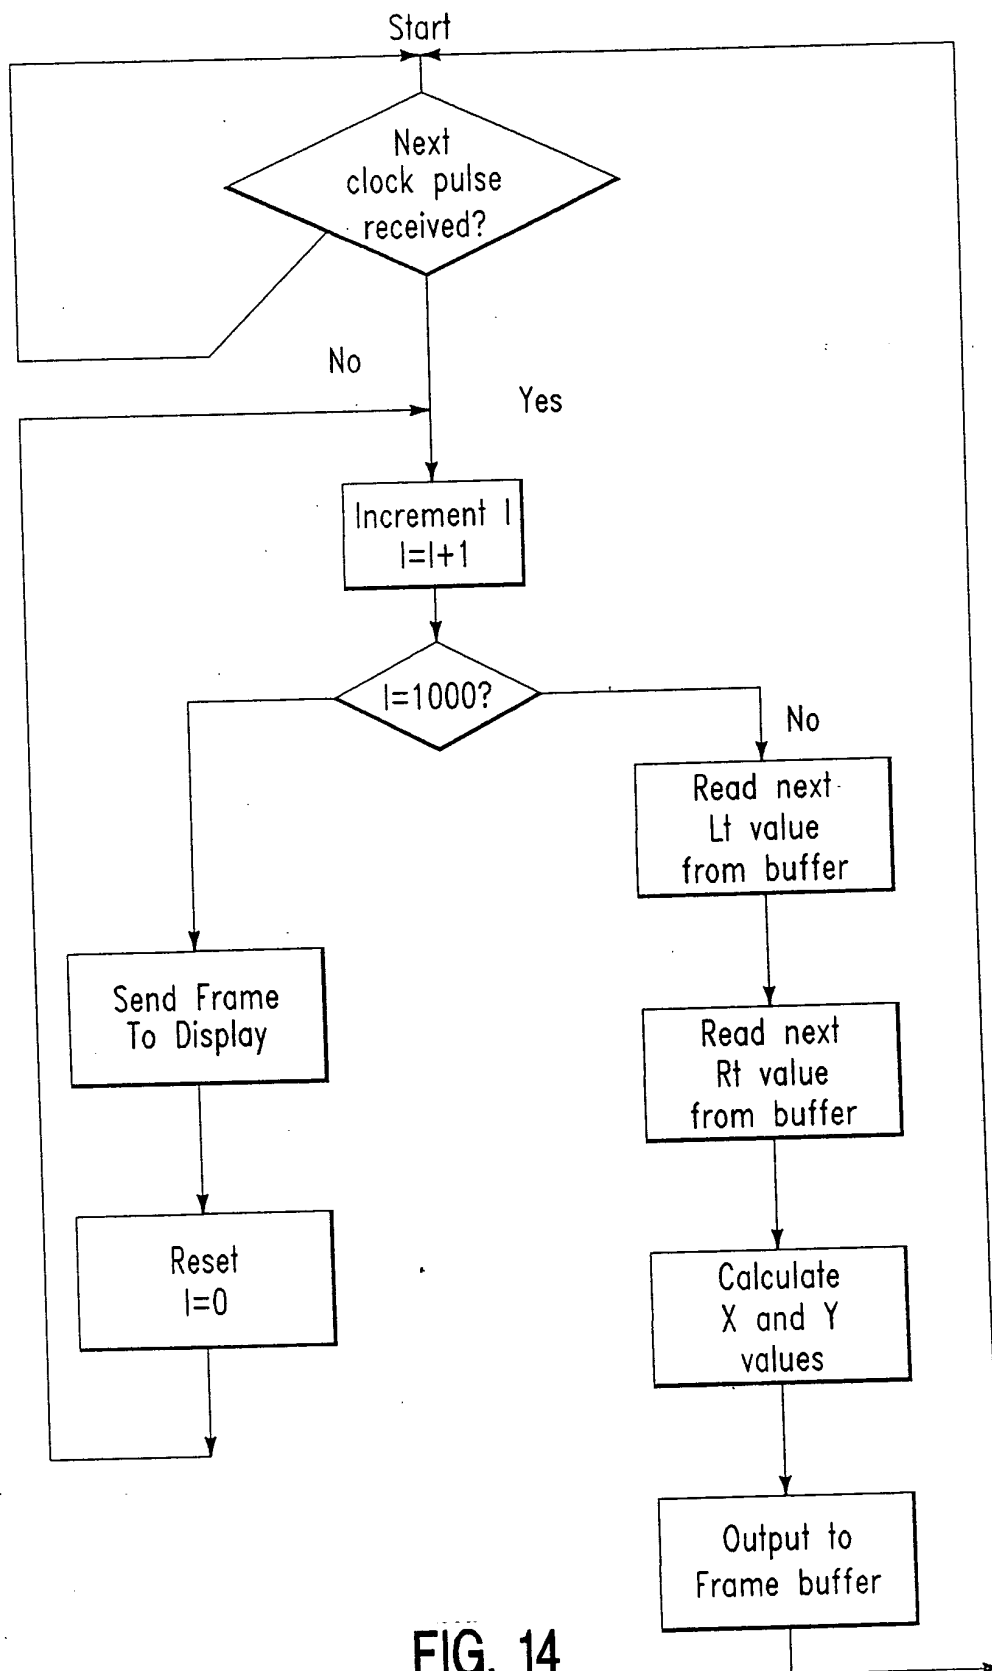 Start
Next
clock pulse
received?
No
Yes
Increment I
I=I+1
I=1000?
No
Read next
Lt value
from buffer
Send Frame
To Display
Read next
Rt value
from buffer
Reset
I=0
Calculate
X and Y
values
Output to
Frame buffer
FIG. 14